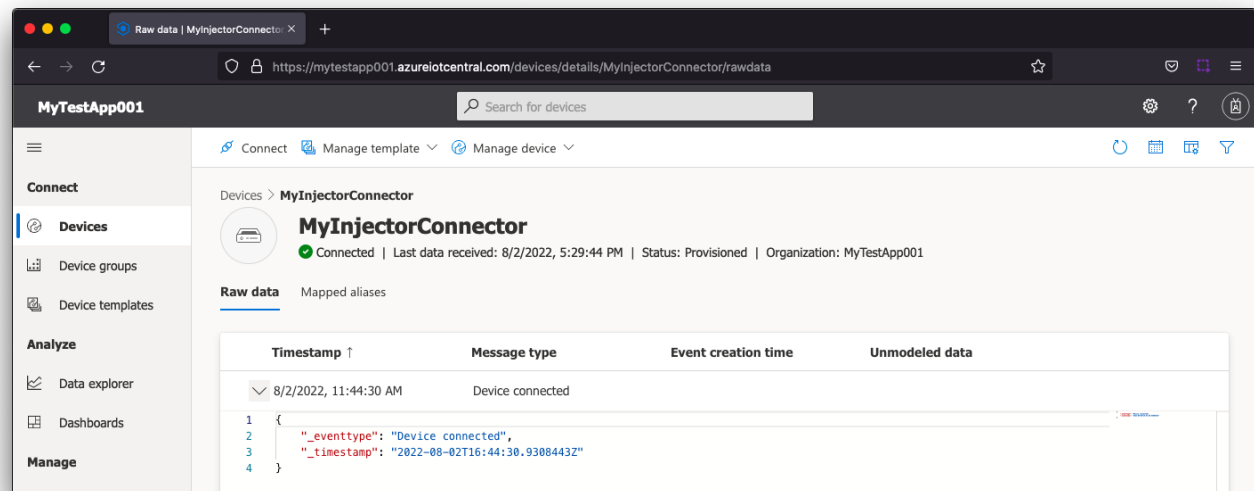 Raw data | MyInjectorConnector
https://mytestapp001.azureiotcentral.com/devices/details/MyInjectorConnector/rawdata
MyTestApp001
Search for devices
?
Connect Manage template Manage device
Connect
Devices
Device groups
Device templates
Analyze
Data explorer
Dashboards
Manage
Devices > MyInjectorConnector
MyInjectorConnector
Connected | Last data received: 8/2/2022, 5:29:44 PM | Status: Provisioned | Organization: MyTestApp001
Raw data Mapped aliases
Timestamp ↑ Message type Event creation time Unmodeled data
8/2/2022, 11:44:30 AM Device connected
1 {
2 "_eventtype": "Device connected",
3 "_timestamp": "2022-08-02T16:44:30.9308443Z"
4 }